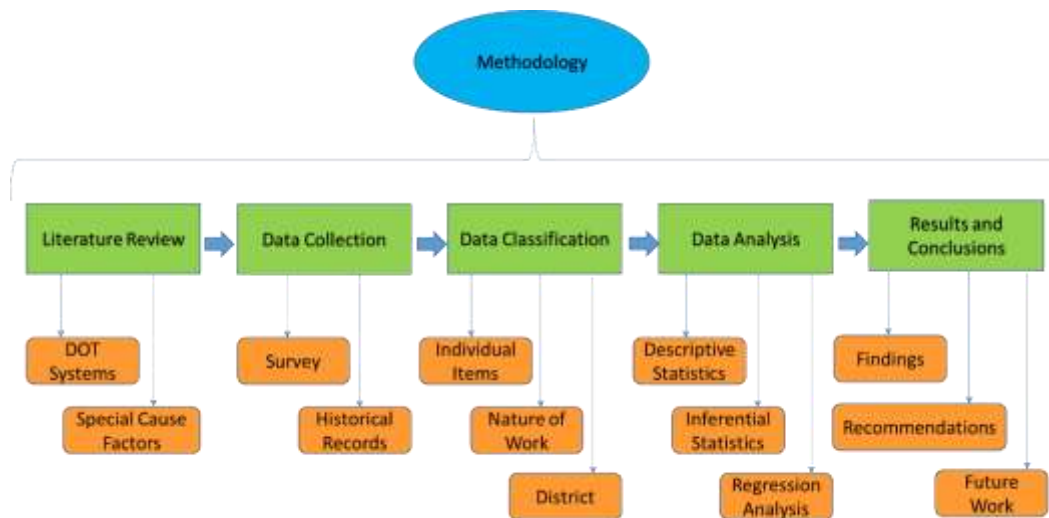 Methodology
Literature Review
Data Collection
Data Classification
Data Analysis
Results and
Conclusions
DOT
Systems
Special Cause
Factors
Survey
Historical
Records
Individual
Items
Nature of
Work
District
Descriptive
Statistics
Inferential
Statistics
Regression
Analysis
Findings
Recommendations
Future
Work